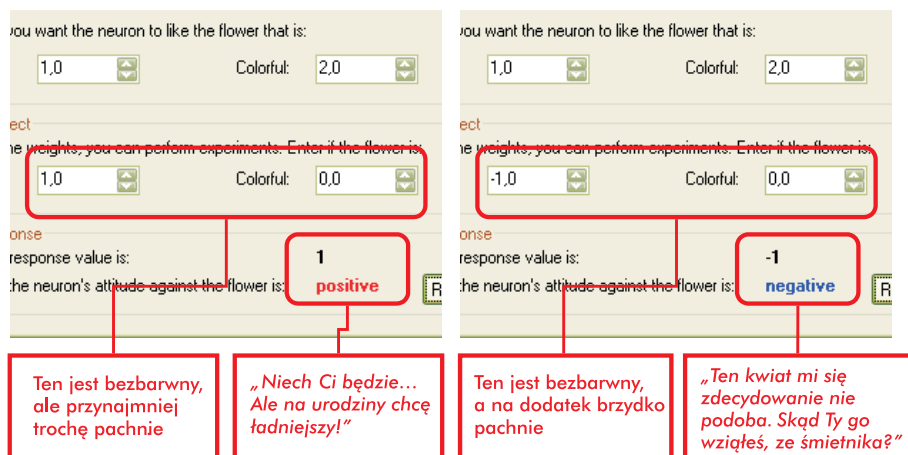 you want the neuron to like the flower that is:
1,0 Colorful: 2,0
ect
he weights, you can perform experiments. Enter if the flower is:
1,0 Colorful: 0,0
onse
response value is: 1
the neuron's attitude against the flower is: positive R
Ten jest bezbarwny,
ale przynajmniej
trochę pachnie
„Niech Ci będzie...
Ale na urodziny chcę
ładniejszy!”
you want the neuron to like the flower that is:
1,0 Colorful: 2,0
ect
he weights, you can perform experiments. Enter if the flower is:
-1,0 Colorful: 0,0
onse
response value is: -1
the neuron's attitude against the flower is: negative R
Ten jest bezbarwny,
a na dodatek brzydko
pachnie
„Ten kwiat mi się
zdecydowanie nie
podoba. Skąd Ty go
wziąłeś, ze śmietnika?”